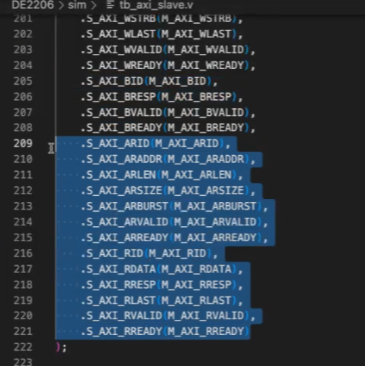 DE2206 > sim > tb_axi_slave.v
201 .S_AXI_WSTRB(M_AXI_WSTRB),
202 .S_AXI_WLAST(M_AXI_WLAST),
203 .S_AXI_WVALID(M_AXI_WVALID),
204 .S_AXI_WREADY(M_AXI_WREADY),
205 .S_AXI_BID(M_AXI_BID),
206 .S_AXI_BRESP(M_AXI_BRESP),
207 .S_AXI_BVALID(M_AXI_BVALID),
208 .S_AXI_BREADY(M_AXI_BREADY),
209 .S_AXI_ARID(M_AXI_ARID),
210 .S_AXI_ARADDR(M_AXI_ARADDR),
211 .S_AXI_ARLEN(M_AXI_ARLEN),
212 .S_AXI_ARSIZE(M_AXI_ARSIZE),
213 .S_AXI_ARBURST(M_AXI_ARBURST),
214 .S_AXI_ARVALID(M_AXI_ARVALID),
215 .S_AXI_ARREADY(M_AXI_ARREADY),
216 .S_AXI_RID(M_AXI_RID),
217 .S_AXI_RDATA(M_AXI_RDATA),
218 .S_AXI_RRESP(M_AXI_RRESP),
219 .S_AXI_RLAST(M_AXI_RLAST),
220 .S_AXI_RVALID(M_AXI_RVALID),
221 .S_AXI_RREADY(M_AXI_RREADY)
222 );
223